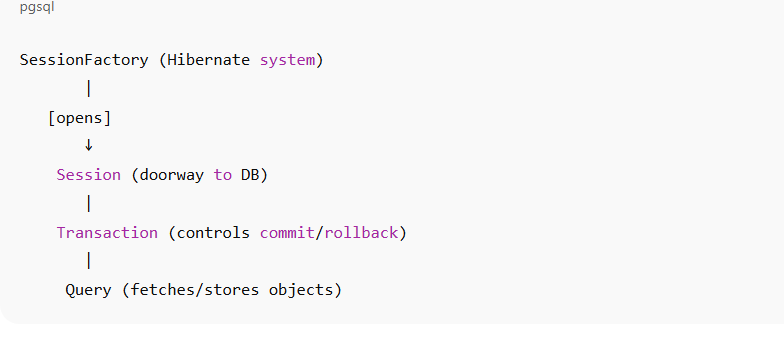 pgsql
SessionFactory (Hibernate system)
|
[opens]
↓
Session (doorway to DB)
|
Transaction (controls commit/rollback)
|
Query (fetches/stores objects)